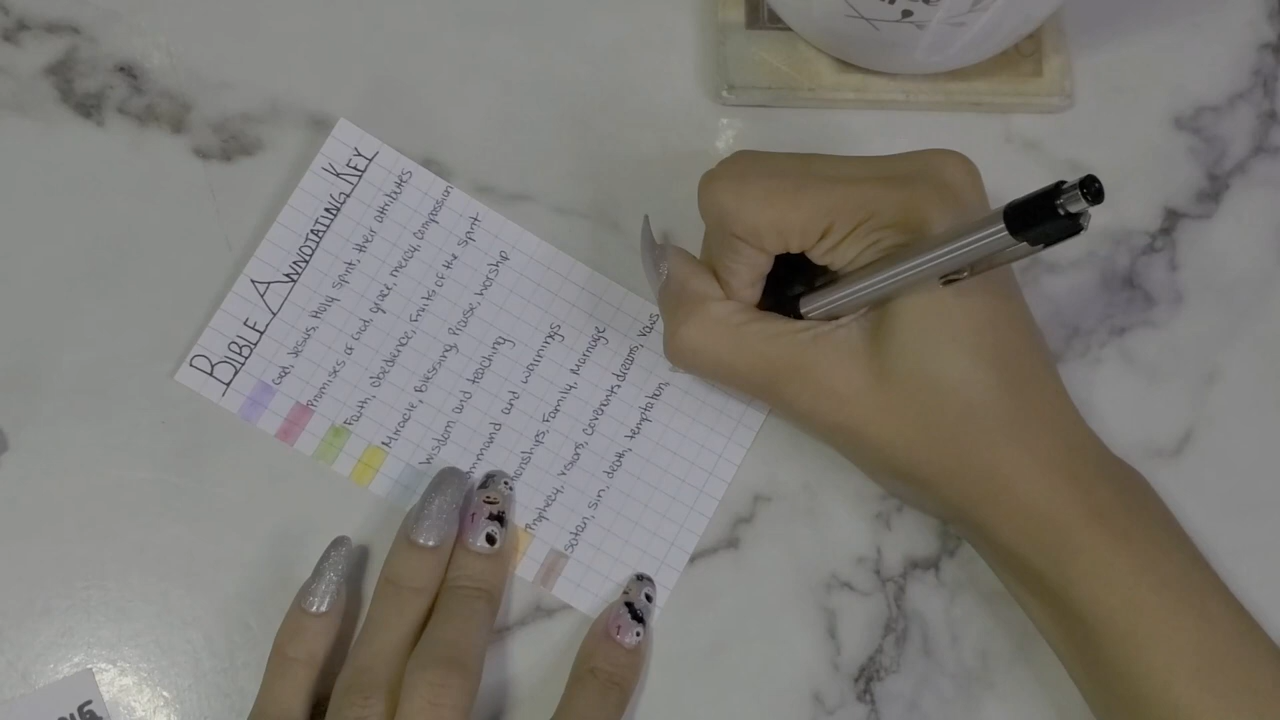 BIBLE ANNOTATING KEY
God, Jesus, Holy Spirit, their attributes
Promises of God, grace, mercy, compassion
Faith, obedience, Fruits of the Spirit
Miracle, Blessing, Praise, Worship
Wisdom and teaching
mmand and warnings
onships, Family, Marriage
Prophecy, visions, Covenants dreams, Vows
Satan, sin, death, temptation,